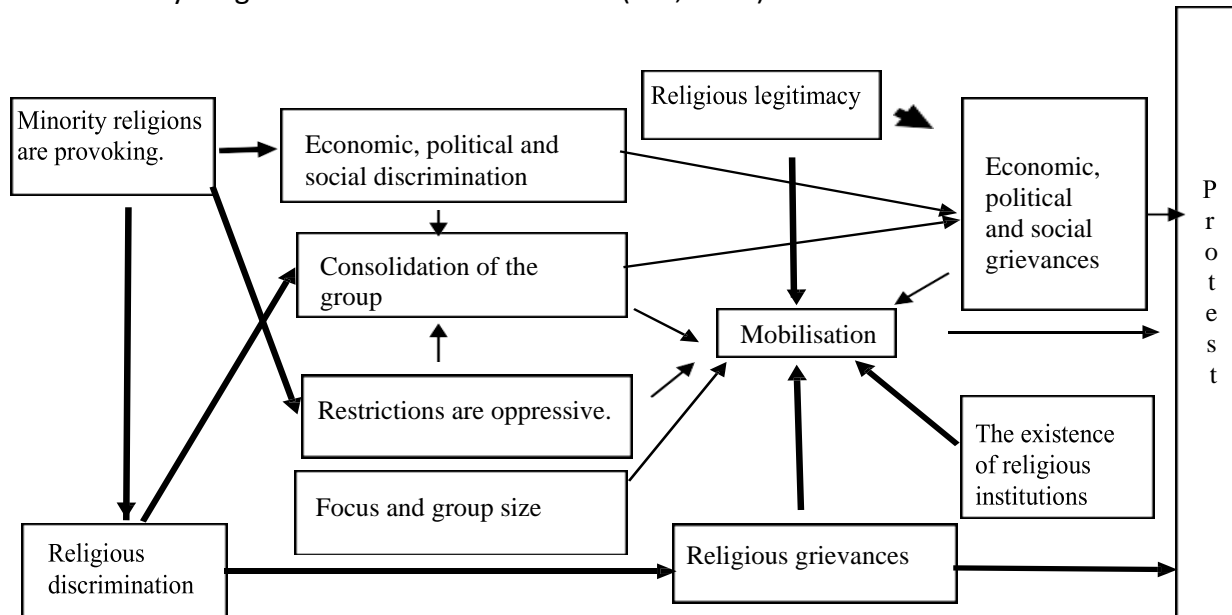 Religious legitimacy
Minority religions
are provoking.
Economic, political and
social discrimination
Economic,
political
and social
grievances
P
r
o
t
e
s
t
Consolidation of the
group
Mobilisation
Restrictions are oppressive.
The existence
of religious
institutions
Focus and group size
Religious
discrimination
Religious grievances